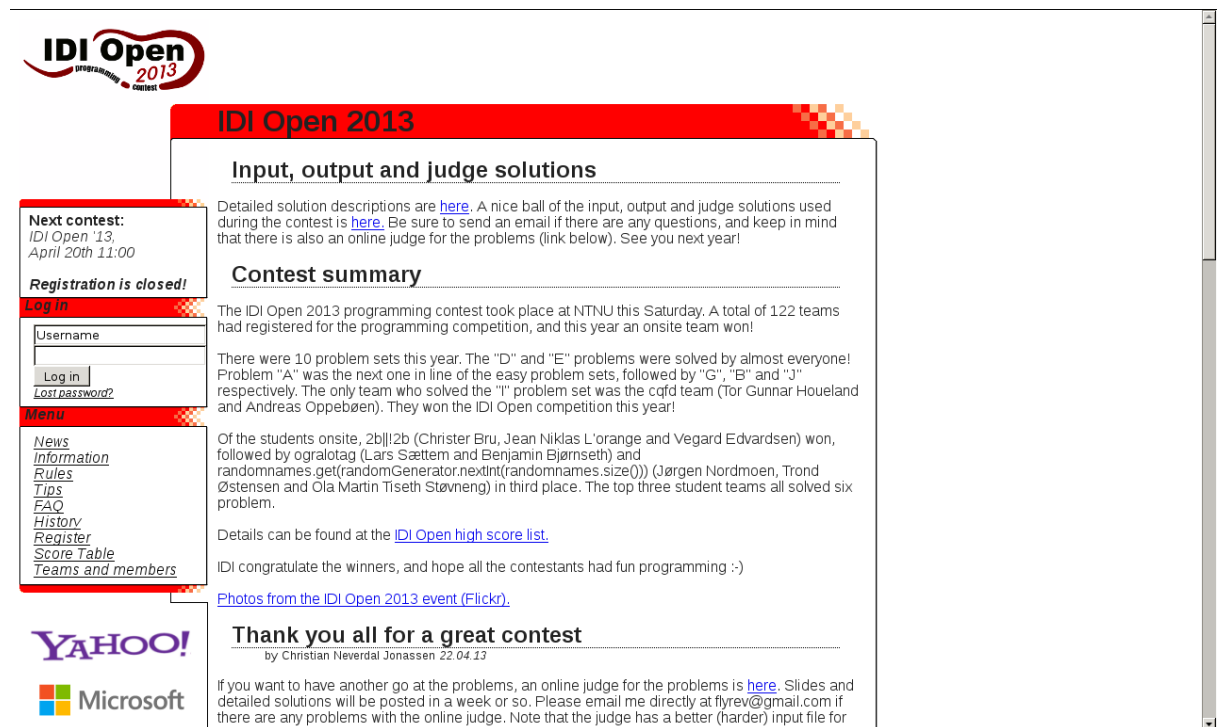 IDI Open
programming
2013
contest
IDI Open 2013
Input, output and judge solutions
Detailed solution descriptions are here. A nice ball of the input, output and judge solutions used
during the contest is here. Be sure to send an email if there are any questions, and keep in mind
that there is also an online judge for the problems (link below). See you next year!
Next contest:
IDI Open '13,
April 20th 11:00
Registration is closed!
Log in
Username
Log in
Lost password?
Menu
News
Information
Rules
Tips
FAQ
History
Register
Score Table
Teams and members
YAHOO!
Microsoft
Contest summary
The IDI Open 2013 programming contest took place at NTNU this Saturday. A total of 122 teams
had registered for the programming competition, and this year an onsite team won!
There were 10 problem sets this year. The "D" and "E" problems were solved by almost everyone!
Problem "A" was the next one in line of the easy problem sets, followed by "G", "B" and "J"
respectively. The only team who solved the "I" problem set was the cqfd team (Tor Gunnar Houeland
and Andreas Oppebøen). They won the IDI Open competition this year!
Of the students onsite, 2b||!2b (Christer Bru, Jean Niklas L'orange and Vegard Edvardsen) won,
followed by ogralotag (Lars Sættem and Benjamin Bjørnseth) and
randomnames.get(randomGenerator.nextInt(randomnames.size())) (Jørgen Nordmoen, Trond
Østensen and Ola Martin Tiseth Støvneng) in third place. The top three student teams all solved six
problem.
Details can be found at the IDI Open high score list.
IDI congratulate the winners, and hope all the contestants had fun programming :-)
Photos from the IDI Open 2013 event (Flickr).
Thank you all for a great contest
by Christian Neverdal Jonassen 22.04.13
If you want to have another go at the problems, an online judge for the problems is here. Slides and
detailed solutions will be posted in a week or so. Please email me directly at flyrev@gmail.com if
there are any problems with the online judge. Note that the judge has a better (harder) input file for